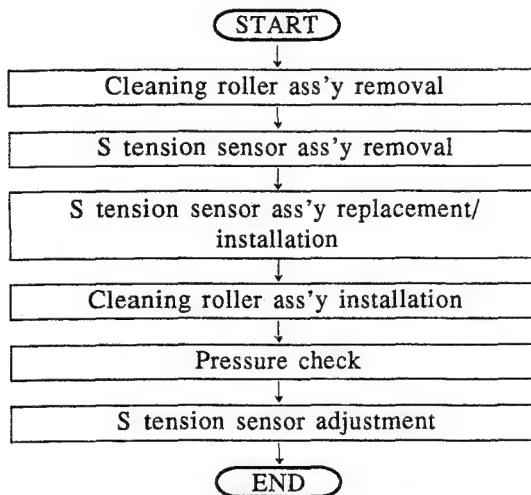 START
Cleaning roller ass'y removal
S tension sensor ass'y removal
S tension sensor ass'y replacement/
installation
Cleaning roller ass'y installation
Pressure check
S tension sensor adjustment
END